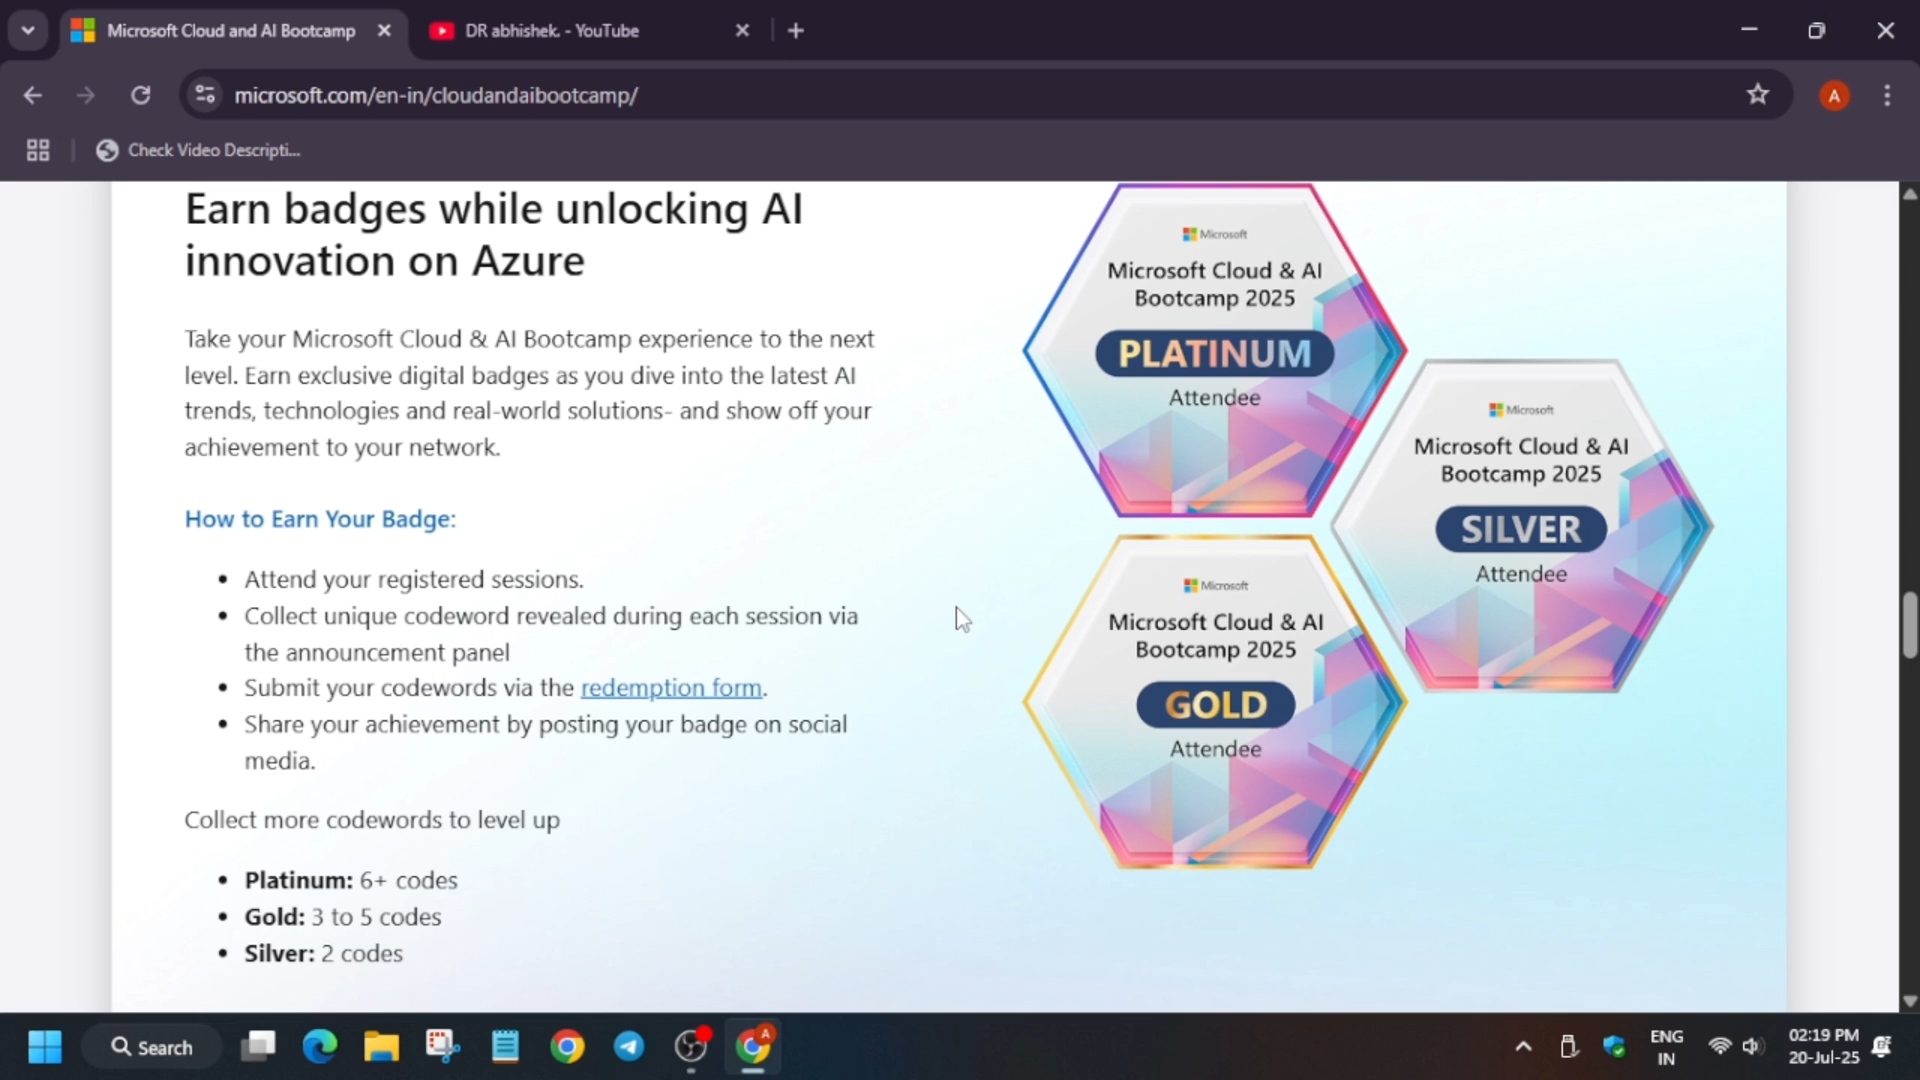 Microsoft Cloud and AI Bootcamp
DR abhishek. - YouTube
microsoft.com/en-in/cloudandaibootcamp/
A
Check Video Descripti...
Earn badges while unlocking AI
innovation on Azure
Take your Microsoft Cloud & AI Bootcamp experience to the next
level. Earn exclusive digital badges as you dive into the latest AI
trends, technologies and real-world solutions- and show off your
achievement to your network.
How to Earn Your Badge:
• Attend your registered sessions.
• Collect unique codeword revealed during each session via
the announcement panel
• Submit your codewords via the redemption form.
• Share your achievement by posting your badge on social
media.
Collect more codewords to level up
• Platinum: 6+ codes
• Gold: 3 to 5 codes
• Silver: 2 codes
Microsoft
Microsoft Cloud & AI
Bootcamp 2025
PLATINUM
Attendee
Microsoft
Microsoft Cloud & AI
Bootcamp 2025
SILVER
Attendee
Microsoft
Microsoft Cloud & AI
Bootcamp 2025
GOLD
Attendee
Search
A
ENG
IN
02:19 PM
20-Jul-25